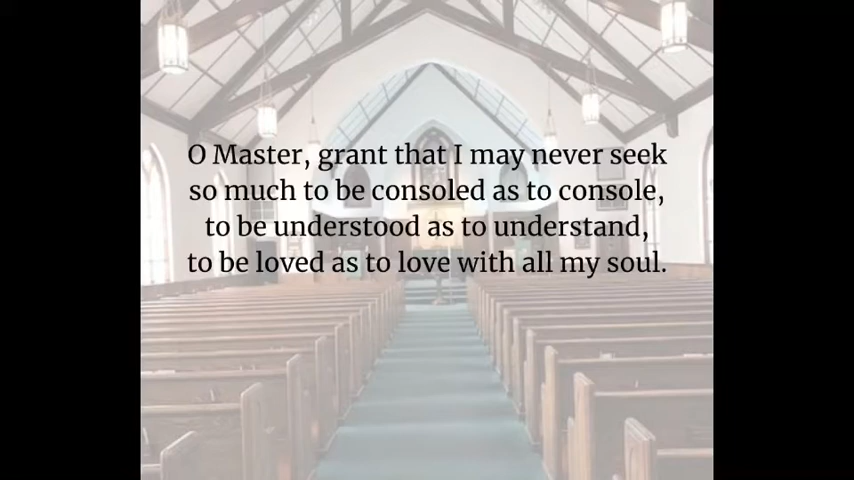 O Master, grant that I may never seek
so much to be consoled as to console,
to be understood as to understand,
to be loved as to love with all my soul.